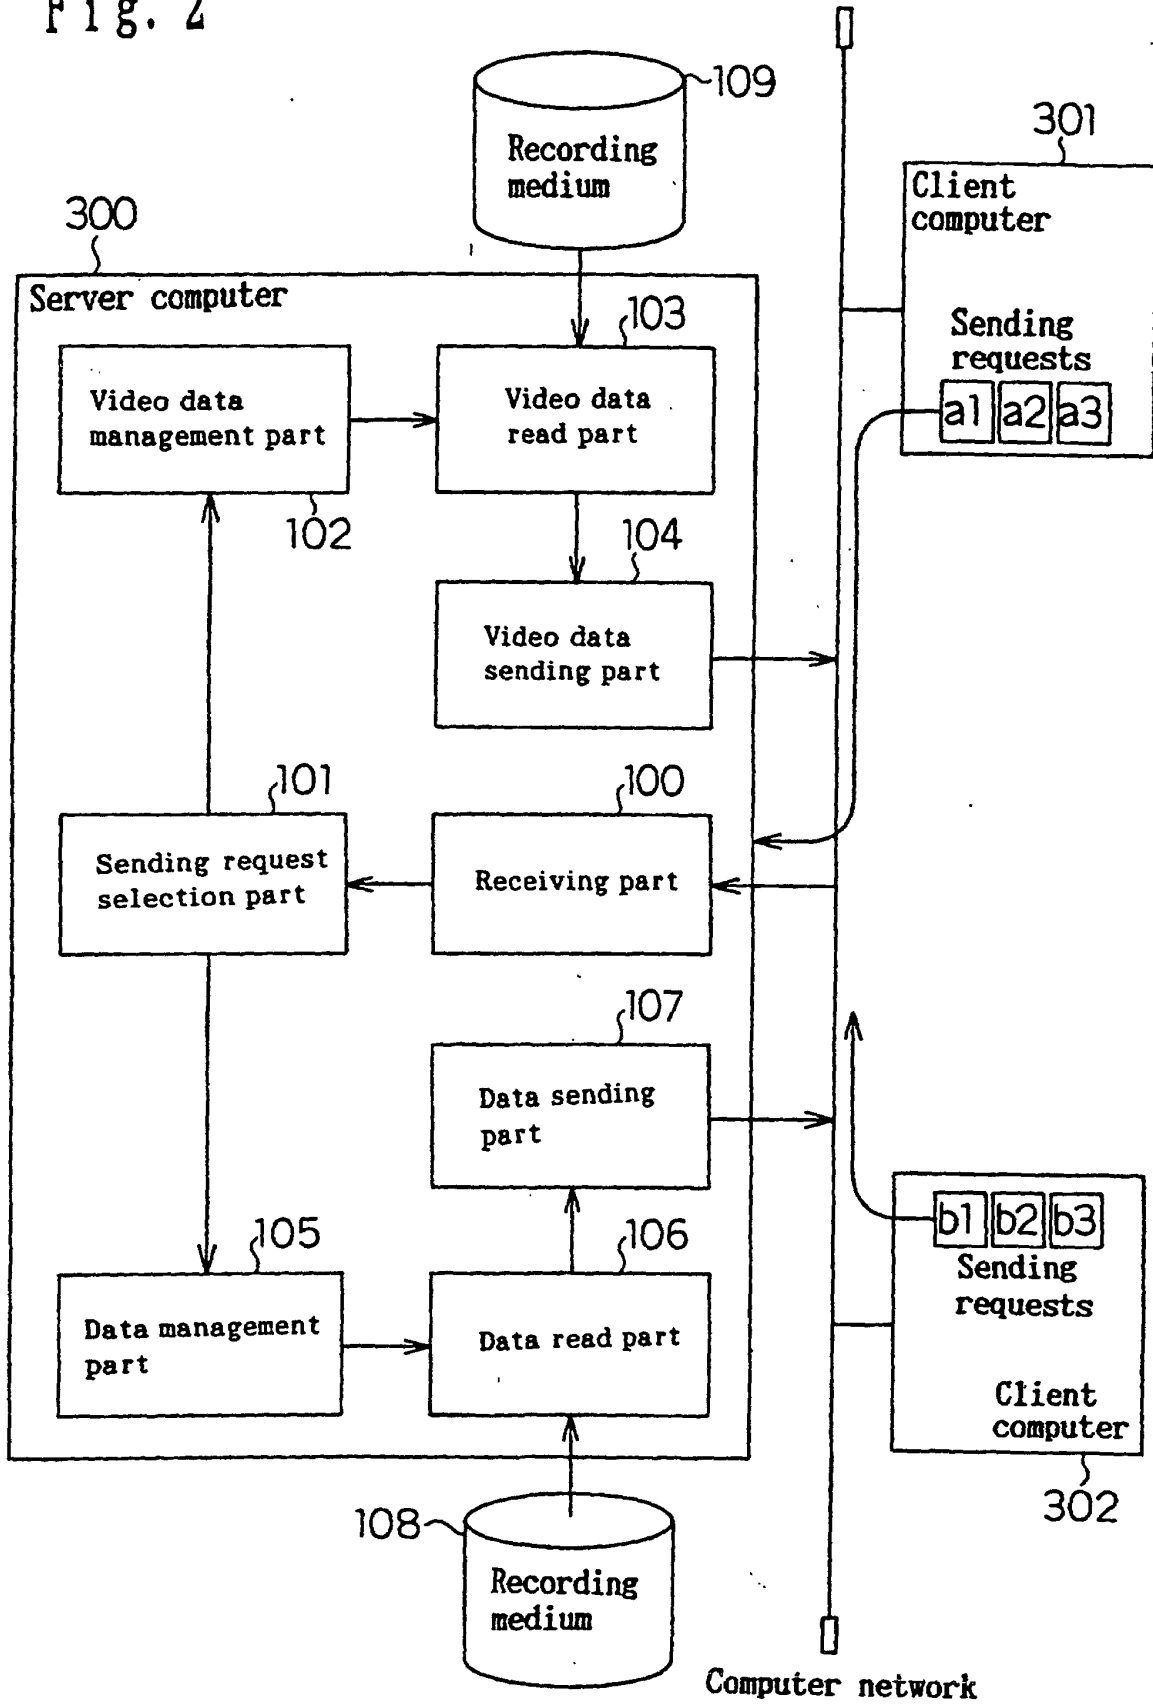 Fig. 2
109
Recording
medium
301
Client
computer
Sending
requests
a1 a2 a3
300
Server computer
103
Video data
management part
102
Video data
read part
104
Video data
sending part
101
Sending request
selection part
100
Receiving part
107
Data sending
part
105
Data management
part
106
Data read part
b1 b2 b3
Sending
requests
Client
computer
302
108
Recording
medium
Computer network